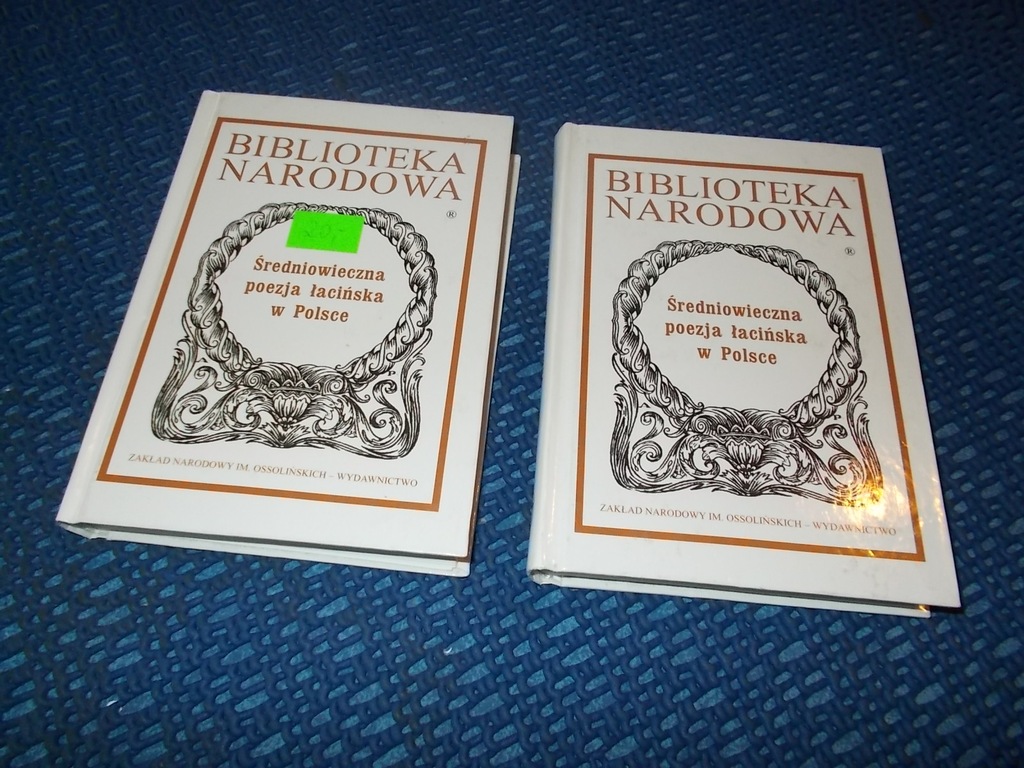 BIBLIOTEKA
NARODOWA
®
Średniowieczna
poezja łacińska
w Polsce
ZAKŁAD NARODOWY IM. OSSOLIŃSKICH – WYDAWNICTWO
BIBLIOTEKA
NARODOWA
®
Średniowieczna
poezja łacińska
w Polsce
ZAKŁAD NARODOWY IM. OSSOLIŃSKICH – WYDAWNICTWO